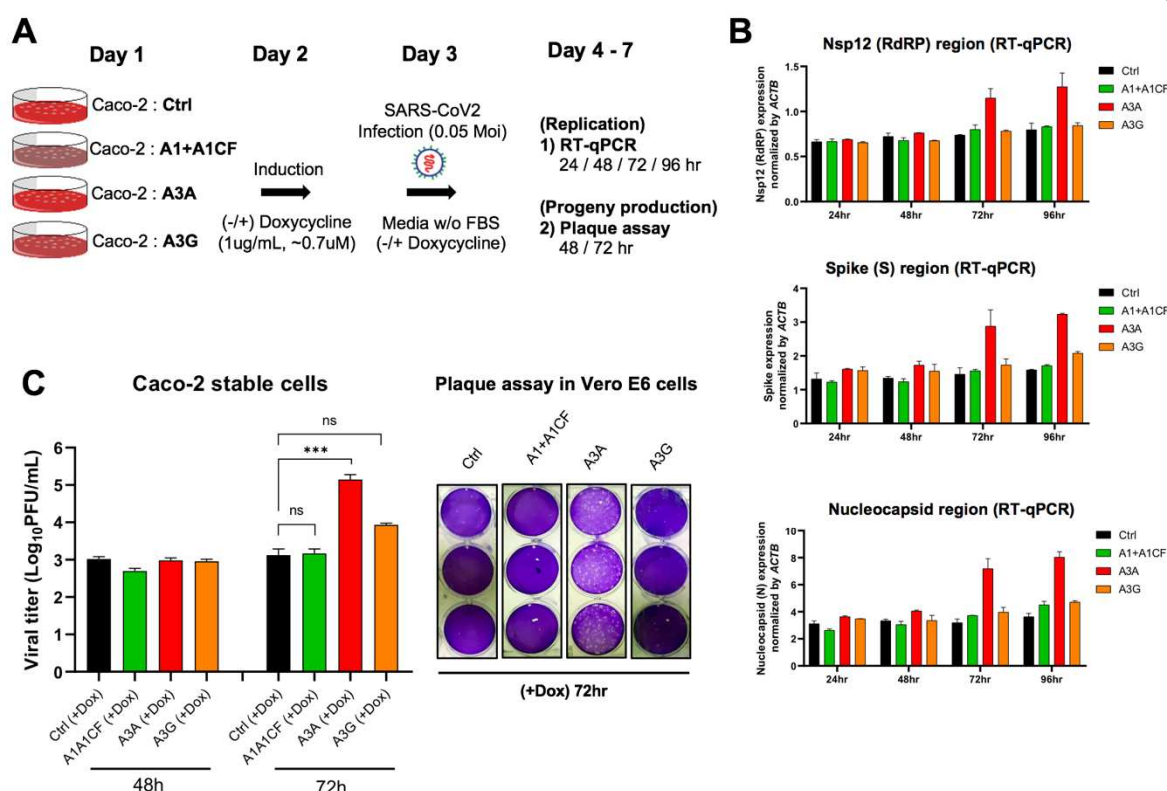 A
Day 1
Day 2
Day 3
Day 4 - 7
Caco-2 : Ctrl
Caco-2 : A1+A1CF
Caco-2 : A3A
Caco-2 : A3G
Induction
(-/+) Doxycycline
(1ug/mL, ~0.7uM)
SARS-CoV2
Infection (0.05 Moi)
Media w/o FBS
(-/+ Doxycycline)
(Replication)
1) RT-qPCR
24 / 48 / 72 / 96 hr
(Progeny production)
2) Plaque assay
48 / 72 hr
B
Nsp12 (RdRP) region (RT-qPCR)
Nsp12 (RdRP) expression
normalized by ACTB
1.5
1.0
0.5
0.0
24hr
48hr
72hr
96hr
Ctrl
A1+A1CF
A3A
A3G
Spike (S) region (RT-qPCR)
Spike expression
normalized by ACTB
4
3
2
1
0
24hr
48hr
72hr
96hr
Ctrl
A1+A1CF
A3A
A3G
Nucleocapsid region (RT-qPCR)
Nucleocapsid (N) expression
normalized by ACTB
10
8
6
4
2
0
24hr
48hr
72hr
96hr
Ctrl
A1+A1CF
A3A
A3G
C
Caco-2 stable cells
Viral titer (Log10PFU/mL)
6
5
4
3
2
1
0
ns
***
ns
Ctrl (+Dox)
A1A1CF (+Dox)
A3A (+Dox)
A3G (+Dox)
48h
Ctrl (+Dox)
A1A1CF (+Dox)
A3A (+Dox)
A3G (+Dox)
72h
Plaque assay in Vero E6 cells
Ctrl
A1+A1CF
A3A
A3G
(+Dox) 72hr